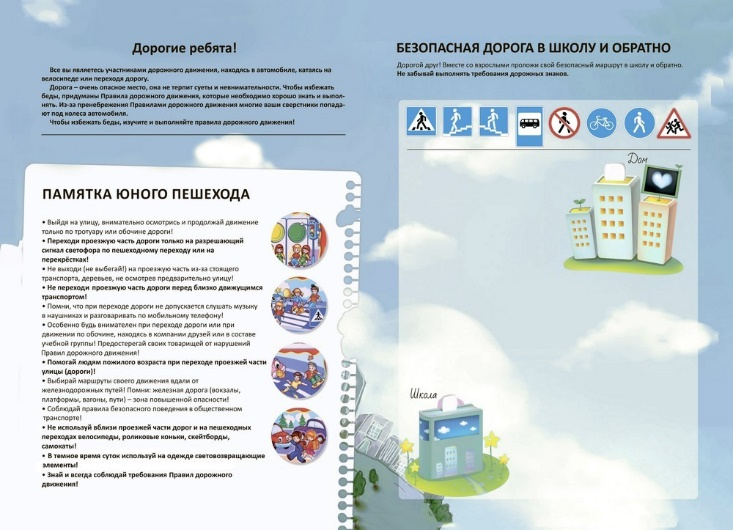 Дорогие ребята!
Все вы являетесь участниками дорожного движения, находясь в автомобиле, катаясь на
велосипеде или переходя дорогу.
Дорога – очень опасное место, она не терпит суеты и невнимательности. Чтобы избежать
беды, придуманы Правила дорожного движения, которые необходимо хорошо знать и выпол-
нять. Из-за пренебрежения Правилами дорожного движения многие ваши сверстники попада-
ют под колеса автомобиля.
Чтобы избежать беды, изучите и выполняйте правила дорожного движения!
ПАМЯТКА ЮНОГО ПЕШЕХОДА
• Выйдя на улицу, внимательно осмотрись и продолжай движение
только по тротуару или обочине дороги!
• Переходи проезжую часть дороги только на разрешающий
сигнал светофора по пешеходному переходу или на
перекрёстках!
• Не выходи (не выбегай!) на проезжую часть из-за стоящего
транспорта, деревьев, не осмотрев предварительно улицу!
• Не переходи проезжую часть дороги перед близко движущимся
транспортом!
• Помни, что при переходе дороги не допускается слушать музыку
в наушниках и разговаривать по мобильному телефону!
• Особенно будь внимателен при переходе дороги или при
движении по обочине, находясь в компании друзей или в составе
учебной группы! Предостерегай своих товарищей от нарушений
Правил дорожного движения!
• Помогай людям пожилого возраста при переходе проезжей части
улицы (дороги)!
• Выбирай маршруты своего движения вдали от
железнодорожных путей! Помни: железная дорога (вокзалы,
платформы, вагоны, пути) – зона повышенной опасности!
• Соблюдай правила безопасного поведения в общественном
транспорте!
• Не используй вблизи проезжей части дорог и на пешеходных
переходах велосипеды, роликовые коньки, скейтборды,
самокаты!
• В темное время суток используй на одежде световозвращающие
элементы!
• Знай и всегда соблюдай требования Правил дорожного
движения!
БЕЗОПАСНАЯ ДОРОГА В ШКОЛУ И ОБРАТНО
Дорогой друг! Вместе со взрослыми проложи свой безопасный маршрут в школу и обратно.
Не забывай выполнять требования дорожных знаков.
Дом
Школа